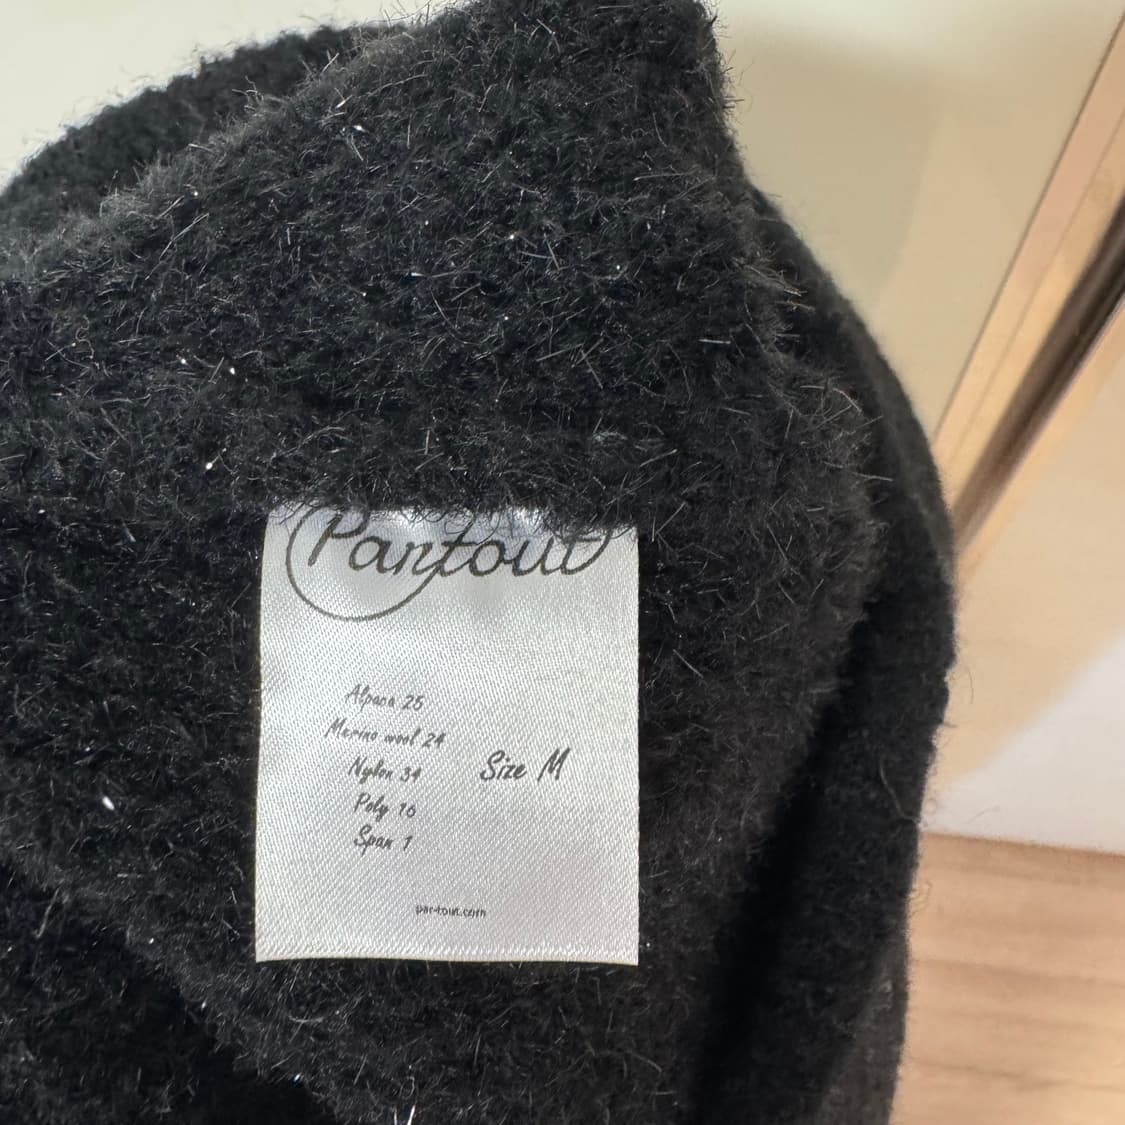 Partout
Alpaca 25
Merino wool 24
Nylon 34
Poly 16
Span 1
Size M
par-tout.com